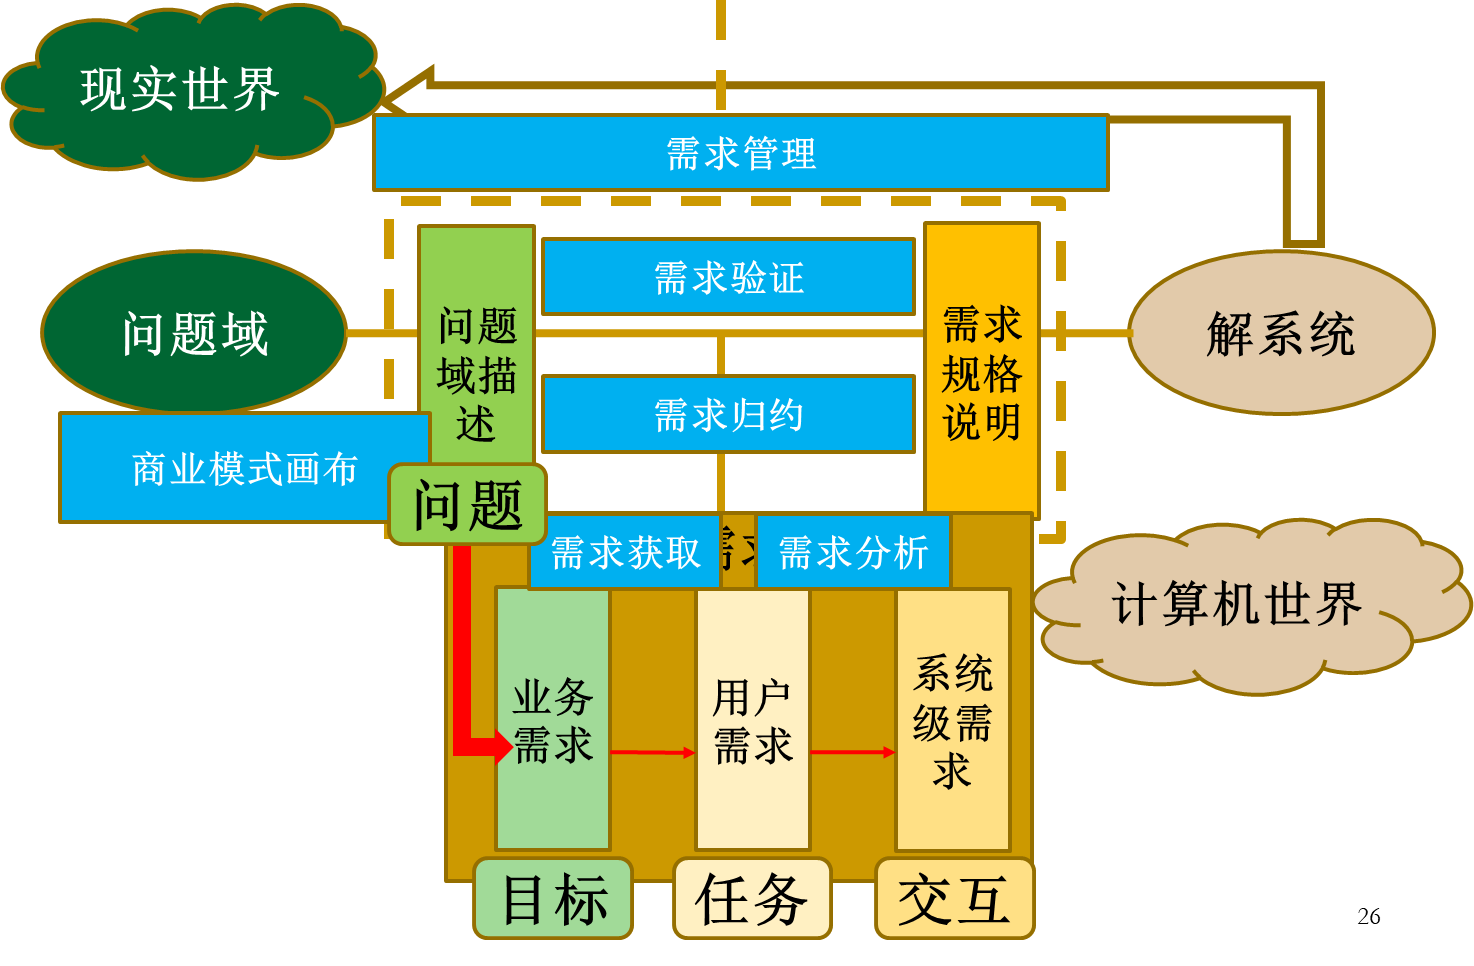 现实世界
需求管理
需求验证
问题域
问题
域描
述
需求
规格
说明
解系统
需求归约
商业模式画布
问题
需求获取
需求分析
计算机世界
业务
需求
用户
需求
系统
级需
求
目标
任务
交互
26